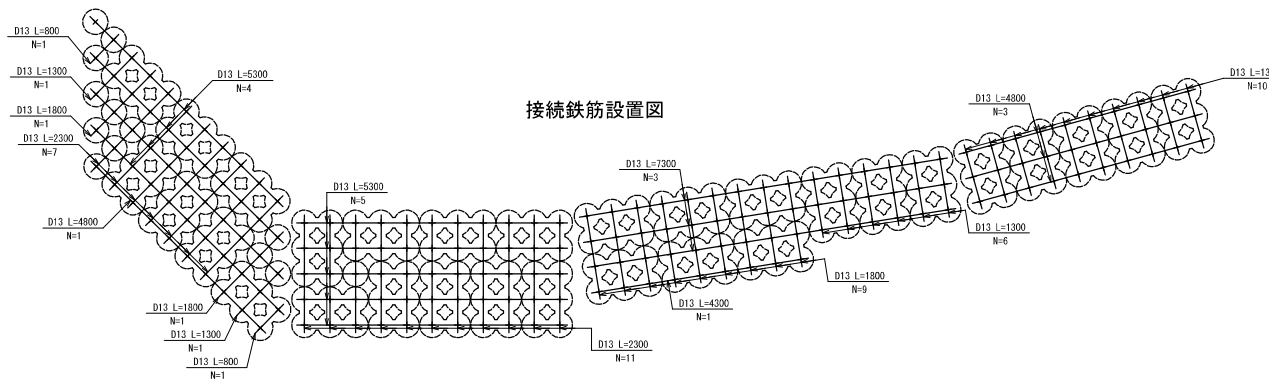 接続鉄筋設置図
D13 L=800
N=1
D13 L=1300
N=1
D13 L=1800
N=1
D13 L=2300
N=7
D13 L=4800
N=1
D13 L=1800
N=1
D13 L=1300
N=1
D13 L=800
N=1
D13 L=5300
N=4
D13 L=5300
N=5
D13 L=2300
N=11
D13 L=7300
N=3
D13 L=4300
N=1
D13 L=1800
N=9
D13 L=1300
N=6
D13 L=4800
N=3
D13 L=13
N=10